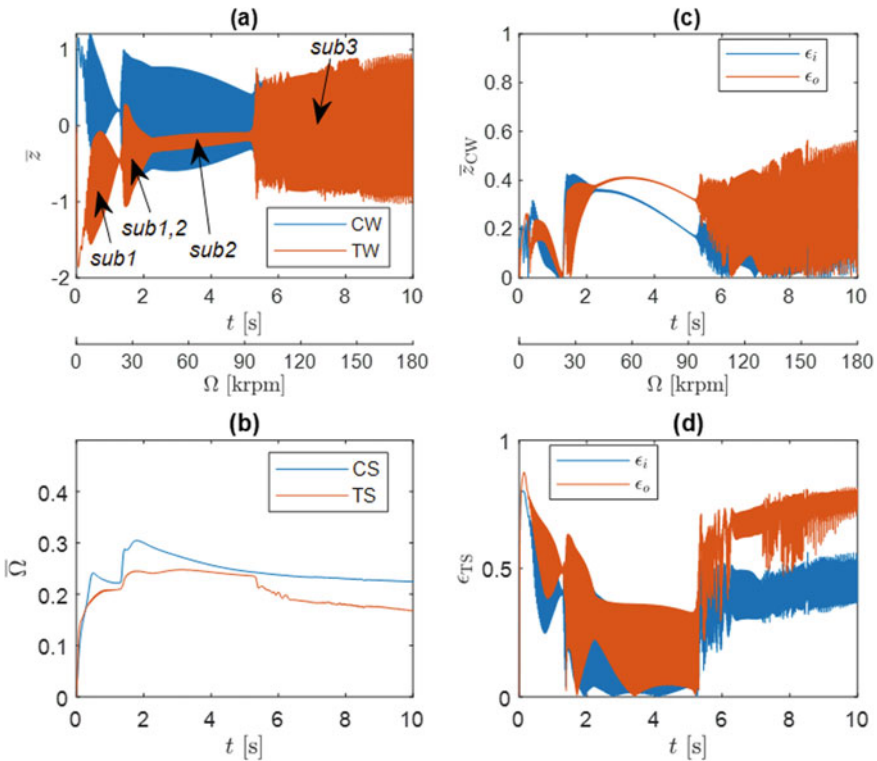 (a)
1
0
-1
-2
z̅
sub3
sub1
sub1,2
sub2
CW
TW
0 2 4 6 8 10
t [s]
0 30 60 90 120 150 180
Ω [krpm]
(c)
1
0.8
0.6
0.4
0.2
0
z̅CW
ϵi
ϵo
0 2 4 6 8 10
t [s]
0 30 60 90 120 150 180
Ω [krpm]
(b)
0.4
0.3
0.2
0.1
0
Ω̅
CS
TS
0 2 4 6 8 10
t [s]
(d)
1
0.5
0
ϵTS
ϵi
ϵo
0 2 4 6 8 10
t [s]